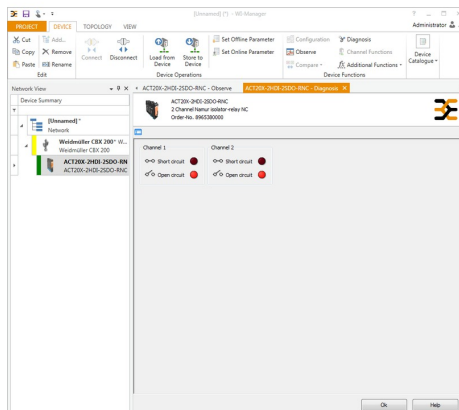 [Unnamed] (*) - WI-Manager
PROJECT DEVICE TOPOLOGY VIEW Administrator
Cut Add... Set Offline Parameter Configuration Diagnosis
Copy Remove Connect Disconnect Load from Device Store to Device Set Online Parameter Observe Channel Functions Device Catalogue
Paste Rename Compare Additional Functions
Edit Device Operations Device Functions
Network View ACT20X-2HDI-2SDO-RNC - Observe ACT20X-2HDI-2SDO-RNC - Diagnosis
Device Summary
ACT20X-2HDI-2SDO-RNC
2 Channel Namur isolator-relay NC
Order-No. 8965380000
[Unnamed] *
Network
Weidmüller CBX 200* W...
Weidmüller CBX 200
ACT20X-2HDI-2SDO-RN
ACT20X-2HDI-2SDO-RNC
Channel 1 Channel 2
Short circuit Short circuit
Open circuit Open circuit
Ok Help